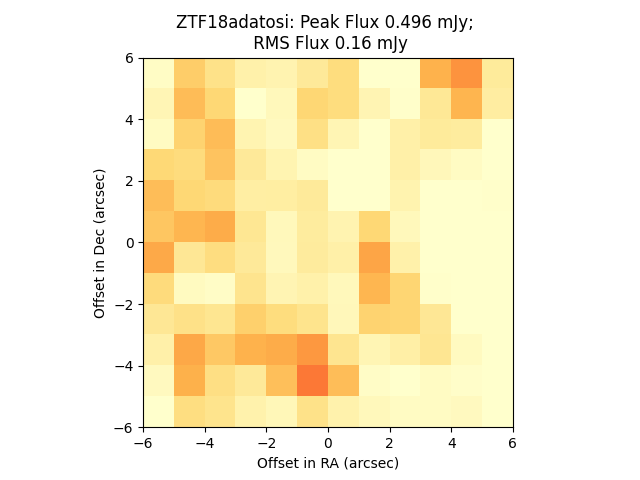 ZTF18adatosi: Peak Flux 0.496 mJy;
RMS Flux 0.16 mJy
6
4
2
0
−2
−4
−6
Offset in Dec (arcsec)
−6 −4 −2 0 2 4 6
Offset in RA (arcsec)